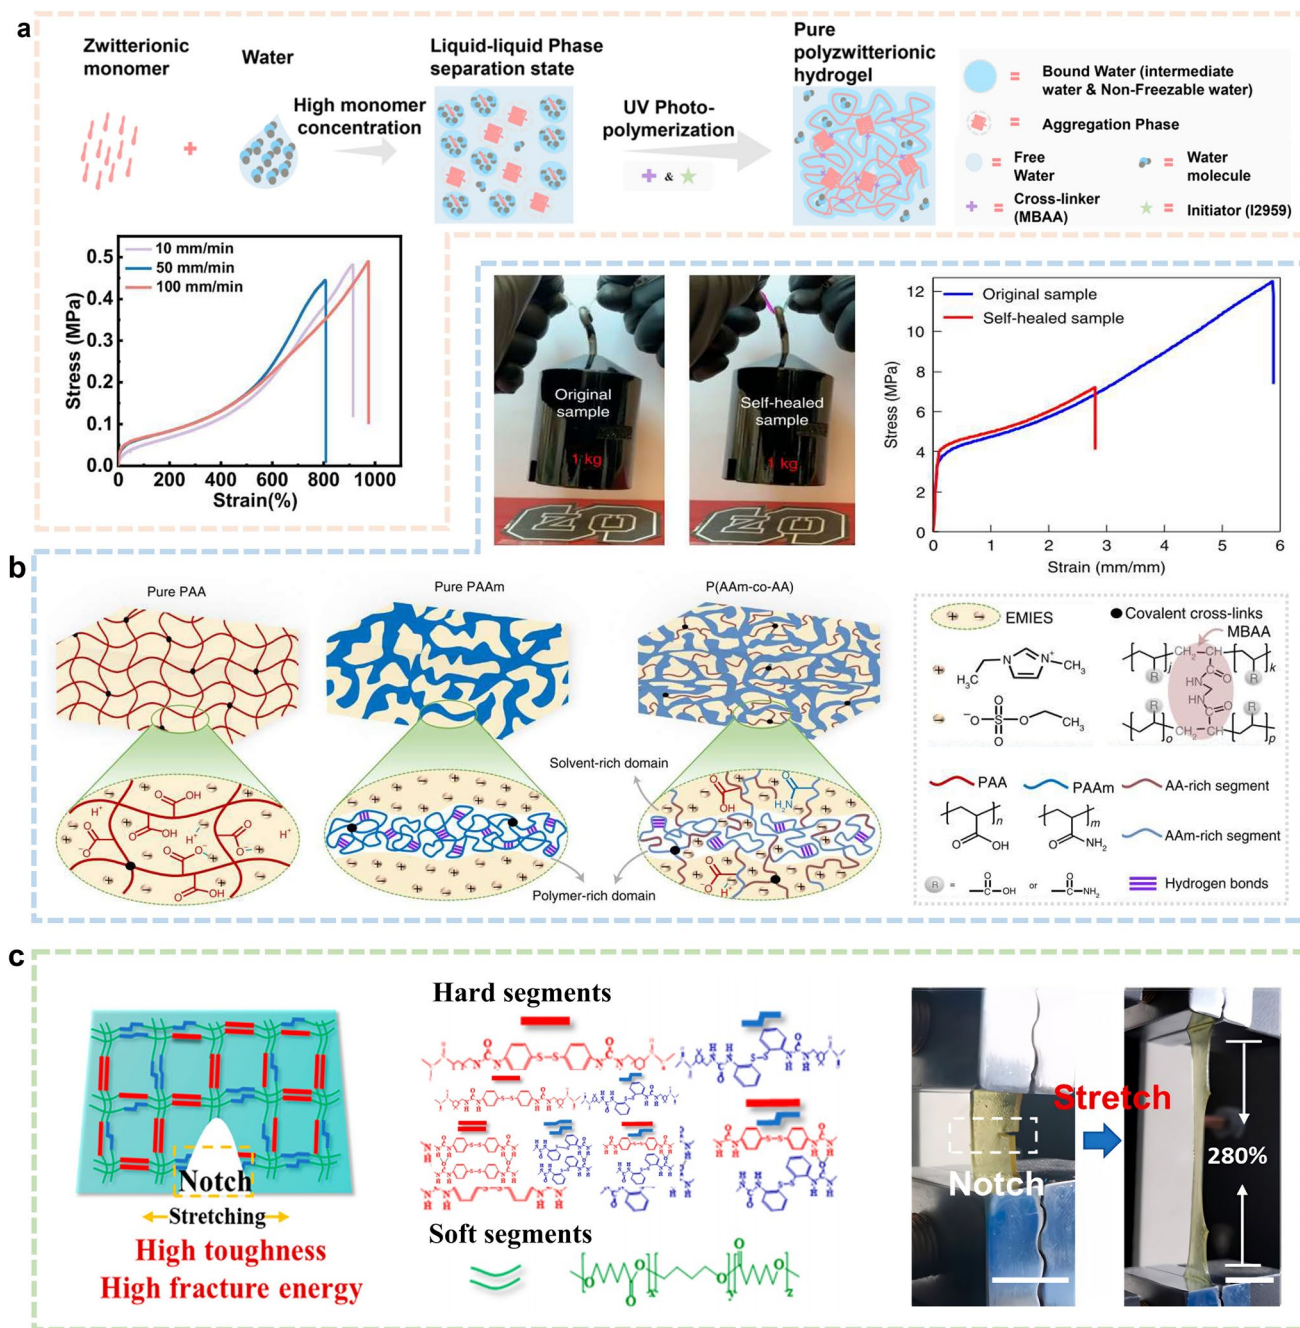 a
Zwitterionic
monomer
Water
High monomer
concentration
Liquid-liquid Phase
separation state
UV Photo-
polymerization
&
Pure
polyzwitterionic
hydrogel
Bound Water (intermediate
water & Non-Freezable water)
Aggregation Phase
Free
Water
Water
molecule
Cross-linker
(MBAA)
Initiator (I2959)
Stress (MPa)
0.5
0.4
0.3
0.2
0.1
0.0
10 mm/min
50 mm/min
100 mm/min
0 200 400 600 800 1000
Strain(%)
Original
sample
1 kg
Self-healed
sample
1 kg
Stress (MPa)
12
10
8
6
4
2
0
Original sample
Self-healed sample
0 1 2 3 4 5 6
Strain (mm/mm)
b
Pure PAA
Pure PAAm
P(AAm-co-AA)
Solvent-rich domain
Polymer-rich domain
EMIES
Covalent cross-links
MBAA
PAA
PAAm
AA-rich segment
AAm-rich segment
R = or
Hydrogen bonds
c
Notch
Stretching
High toughness
High fracture energy
Hard segments
Soft segments
Stretch
Notch
280%